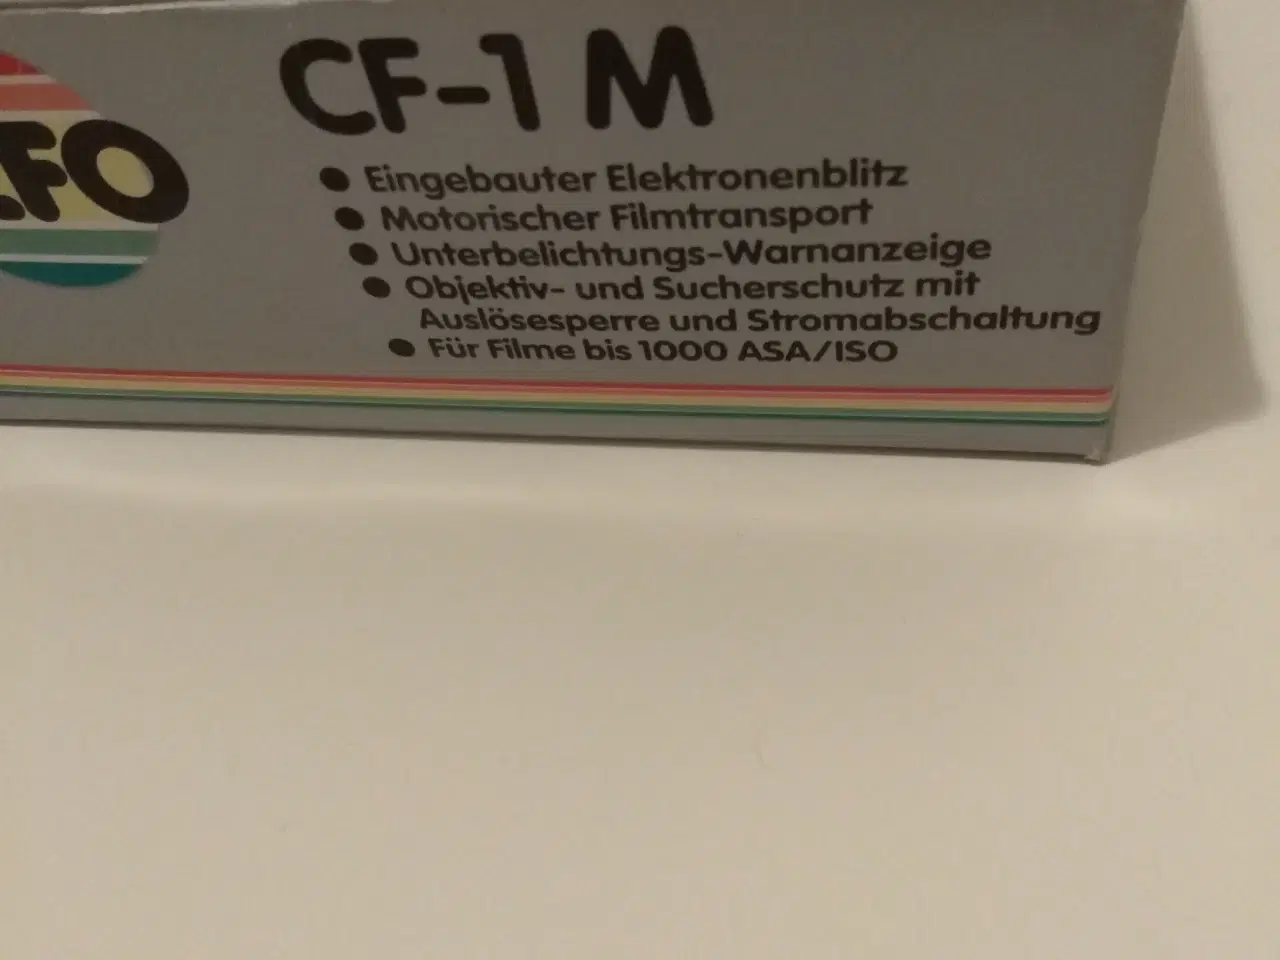 CF-1 M
FO
● Eingebauter Elektronenblitz
● Motorischer Filmtransport
● Unterbelichtungs-Warnanzeige
● Objektiv- und Sucherschutz mit
Auslösesperre und Stromabschaltung
● Für Filme bis 1000 ASA/ISO